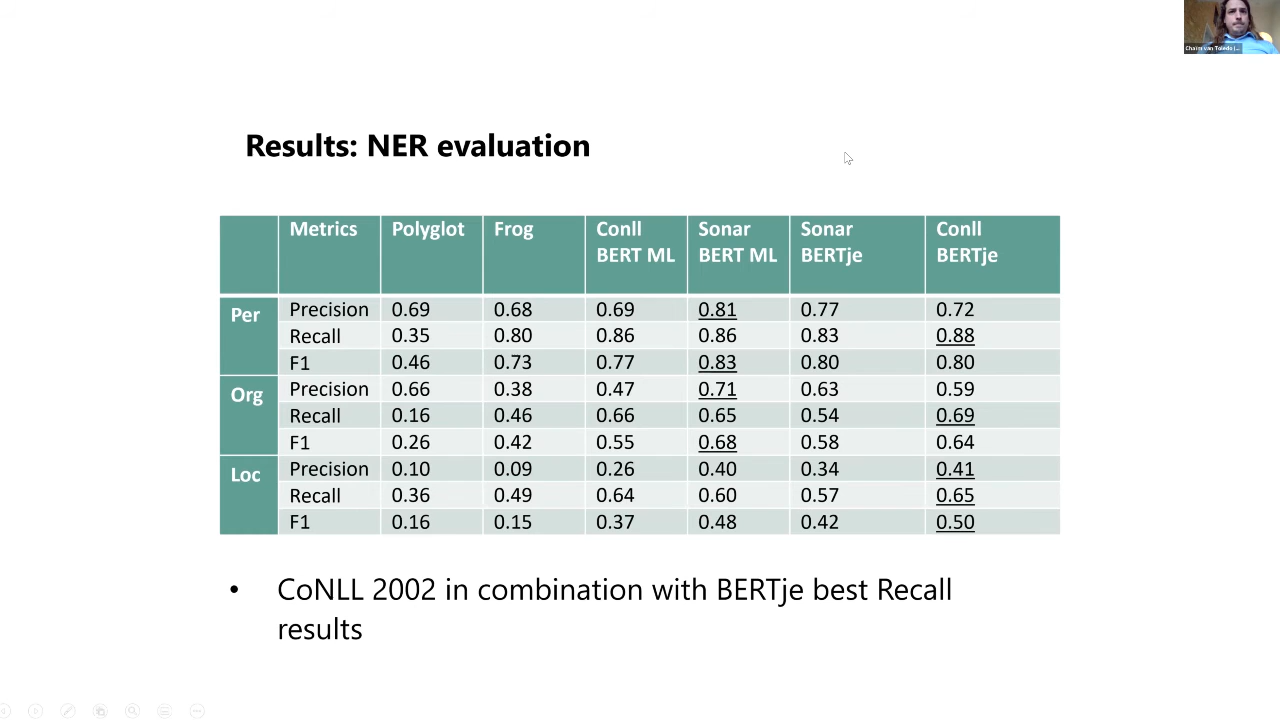 Chaïm van Toledo (...
Results: NER evaluation
Metrics Polyglot Frog Conll BERT ML Sonar BERT ML Sonar BERTje Conll BERTje
Per Precision 0.69 0.68 0.69 0.81 0.77 0.72
Recall 0.35 0.80 0.86 0.86 0.83 0.88
F1 0.46 0.73 0.77 0.83 0.80 0.80
Org Precision 0.66 0.38 0.47 0.71 0.63 0.59
Recall 0.16 0.46 0.66 0.65 0.54 0.69
F1 0.26 0.42 0.55 0.68 0.58 0.64
Loc Precision 0.10 0.09 0.26 0.40 0.34 0.41
Recall 0.36 0.49 0.64 0.60 0.57 0.65
F1 0.16 0.15 0.37 0.48 0.42 0.50
• CoNLL 2002 in combination with BERTje best Recall
results